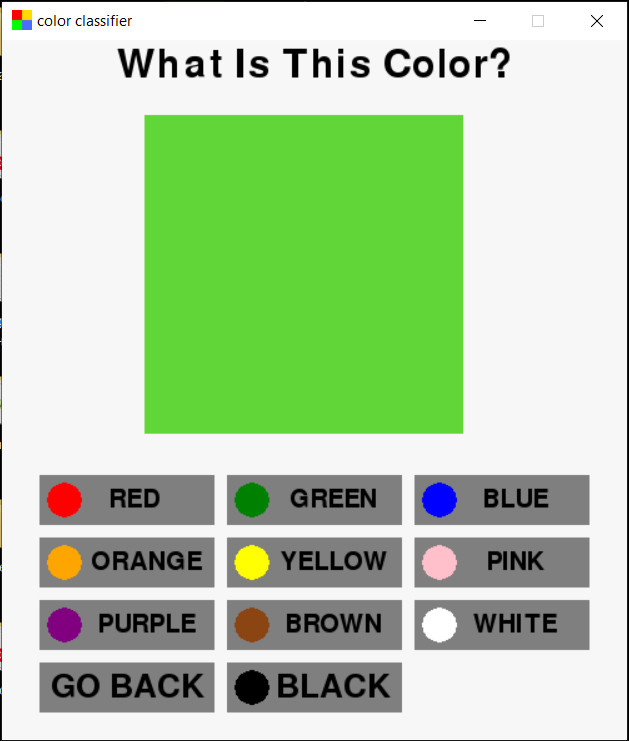 color classifier
What Is This Color?
RED GREEN BLUE
ORANGE YELLOW PINK
PURPLE BROWN WHITE
GO BACK BLACK